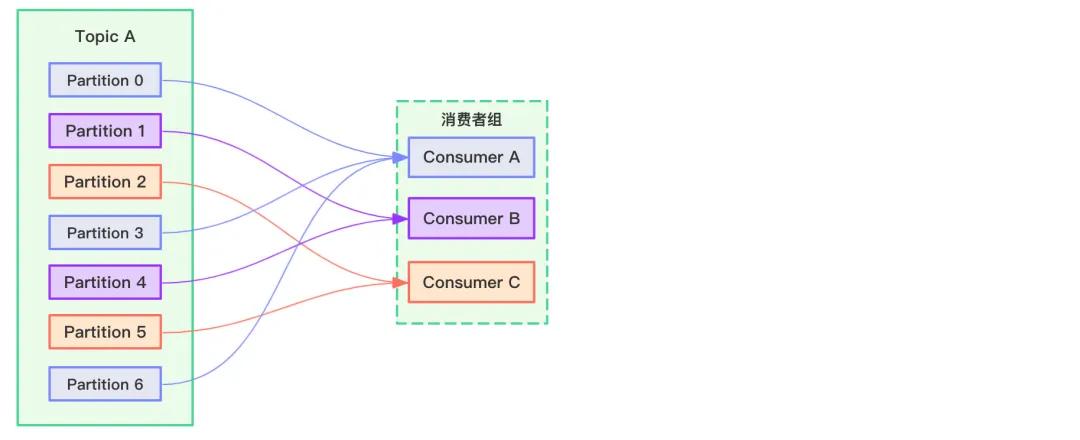 Topic A
Partition 0
Partition 1
Partition 2
Partition 3
Partition 4
Partition 5
Partition 6
消费者组
Consumer A
Consumer B
Consumer C